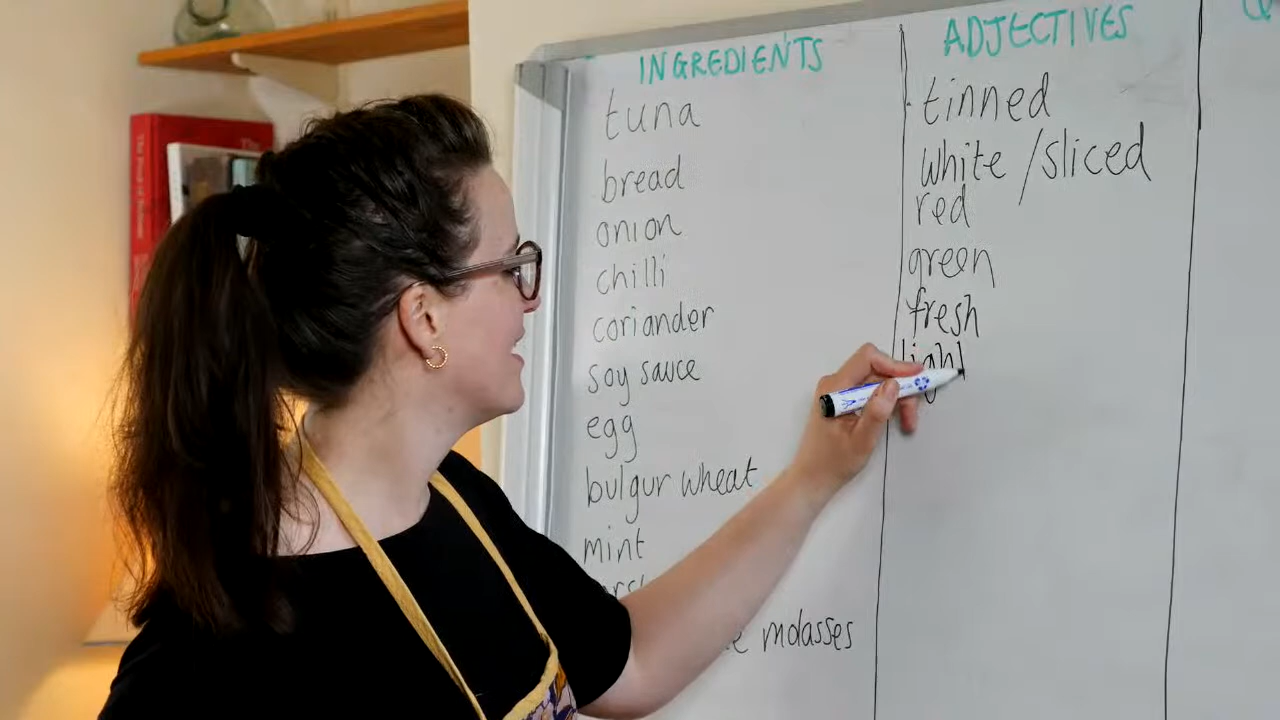 INGREDIENTS ADJECTIVES
tuna tinned
bread white / sliced
onion red
chilli green
coriander fresh
soy sauce
egg
bulgur wheat
mint
molasses